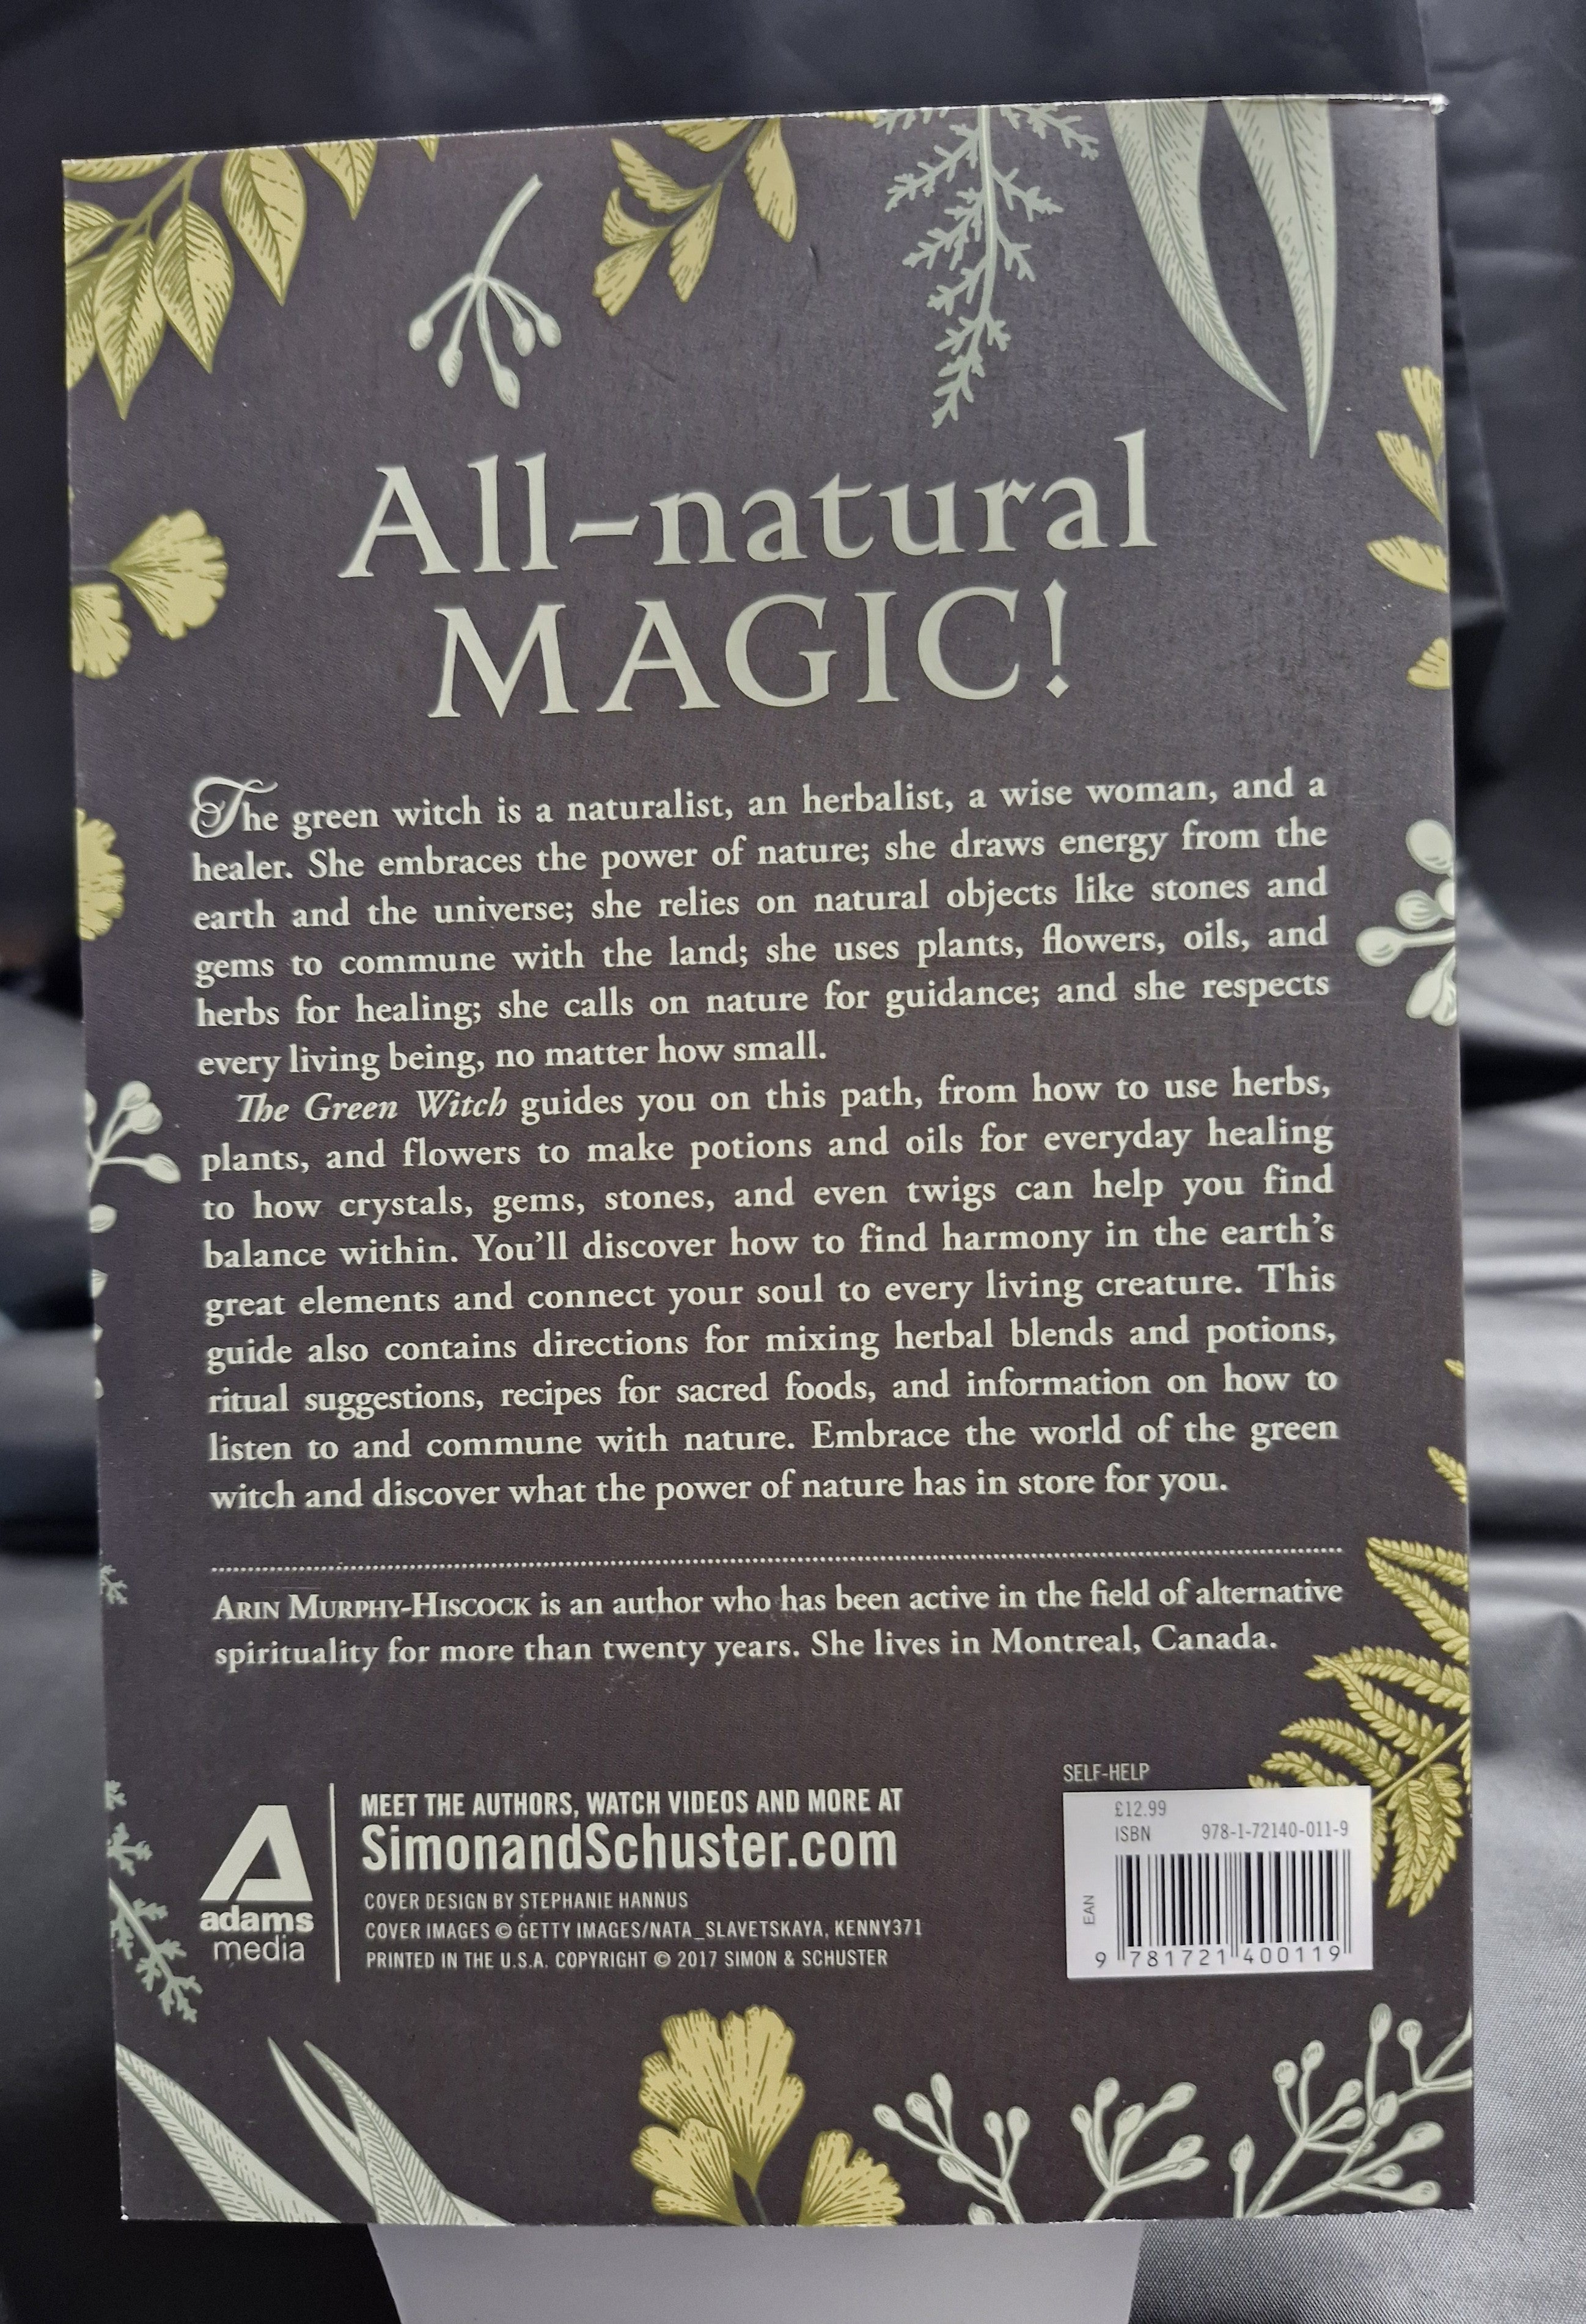 All-natural
MAGIC!
The green witch is a naturalist, an herbalist, a wise woman, and a
healer. She embraces the power of nature; she draws energy from the
earth and the universe; she relies on natural objects like stones and
gems to commune with the land; she uses plants, flowers, oils, and
herbs for healing; she calls on nature for guidance; and she respects
every living being, no matter how small.
The Green Witch guides you on this path, from how to use herbs,
plants, and flowers to make potions and oils for everyday healing
to how crystals, gems, stones, and even twigs can help you find
balance within. You'll discover how to find harmony in the earth's
great elements and connect your soul to every living creature. This
guide also contains directions for mixing herbal blends and potions,
ritual suggestions, recipes for sacred foods, and information on how to
listen to and commune with nature. Embrace the world of the green
witch and discover what the power of nature has in store for you.
ARIN MURPHY-HISCOCK is an author who has been active in the field of alternative
spirituality for more than twenty years. She lives in Montreal, Canada.
adams
media
MEET THE AUTHORS, WATCH VIDEOS AND MORE AT
SimonandSchuster.com
COVER DESIGN BY STEPHANIE HANNUS
COVER IMAGES © GETTY IMAGES/NATA_SLAVETSKAYA, KENNY371
PRINTED IN THE U.S.A. COPYRIGHT © 2017 SIMON & SCHUSTER
SELF-HELP
£12.99
ISBN 978-1-72140-011-9
EAN
9 781721 400119